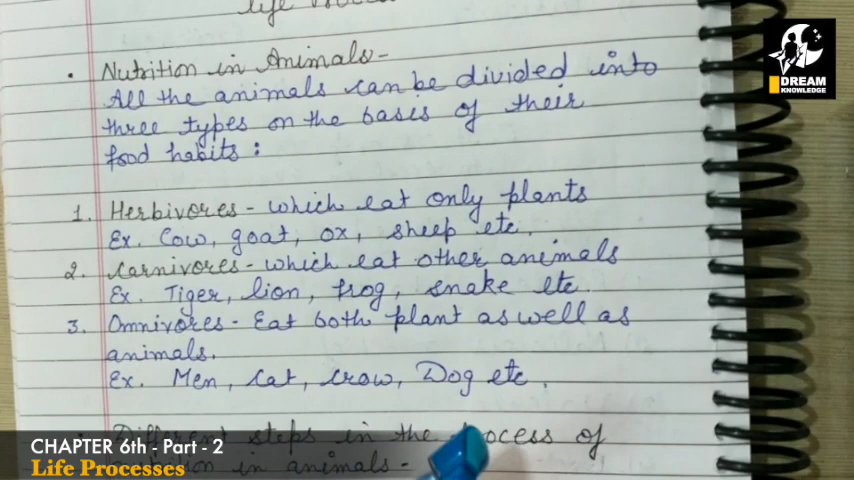 life
DREAM
KNOWLEDGE
• Nutrition in Animals-
All the animals can be divided into
three types on the basis of their
food habits :
1. Herbivores - which eat only plants
Ex. Cow, goat, ox, sheep etc.
2. Carnivores - which eat other animals
Ex. Tiger, lion, frog, snake etc.
3. Omnivores - Eat both plant as well as
animals.
Ex. Men, cat, crow, Dog etc.
Different steps in the process of
in animals-
CHAPTER 6th - Part - 2
Life Processes